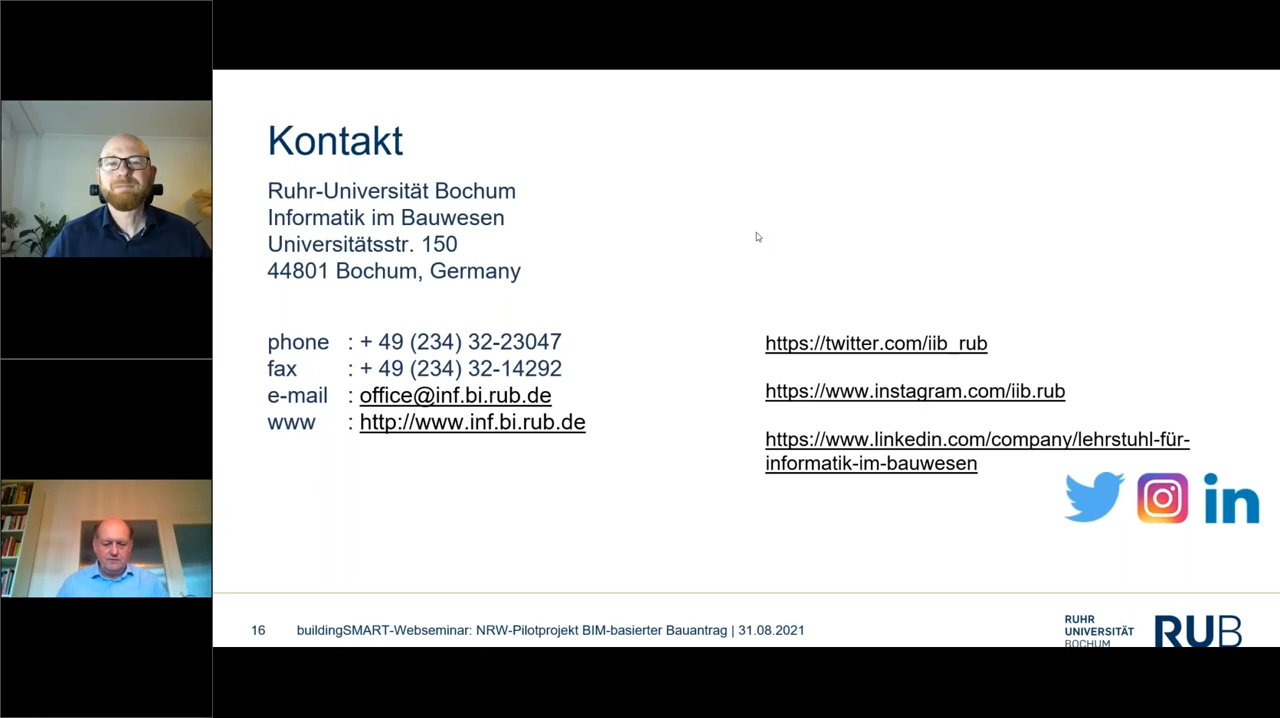 Kontakt
Ruhr-Universität Bochum
Informatik im Bauwesen
Universitätsstr. 150
44801 Bochum, Germany
phone : + 49 (234) 32-23047
fax : + 49 (234) 32-14292
e-mail : office@inf.bi.rub.de
www : http://www.inf.bi.rub.de
https://twitter.com/iib_rub
https://www.instagram.com/iib.rub
https://www.linkedin.com/company/lehrstuhl-für-
informatik-im-bauwesen
in
16 buildingSMART-Webseminar: NRW-Pilotprojekt BIM-basierter Bauantrag | 31.08.2021
RUHR
UNIVERSITÄT
BOCHUM
RUB